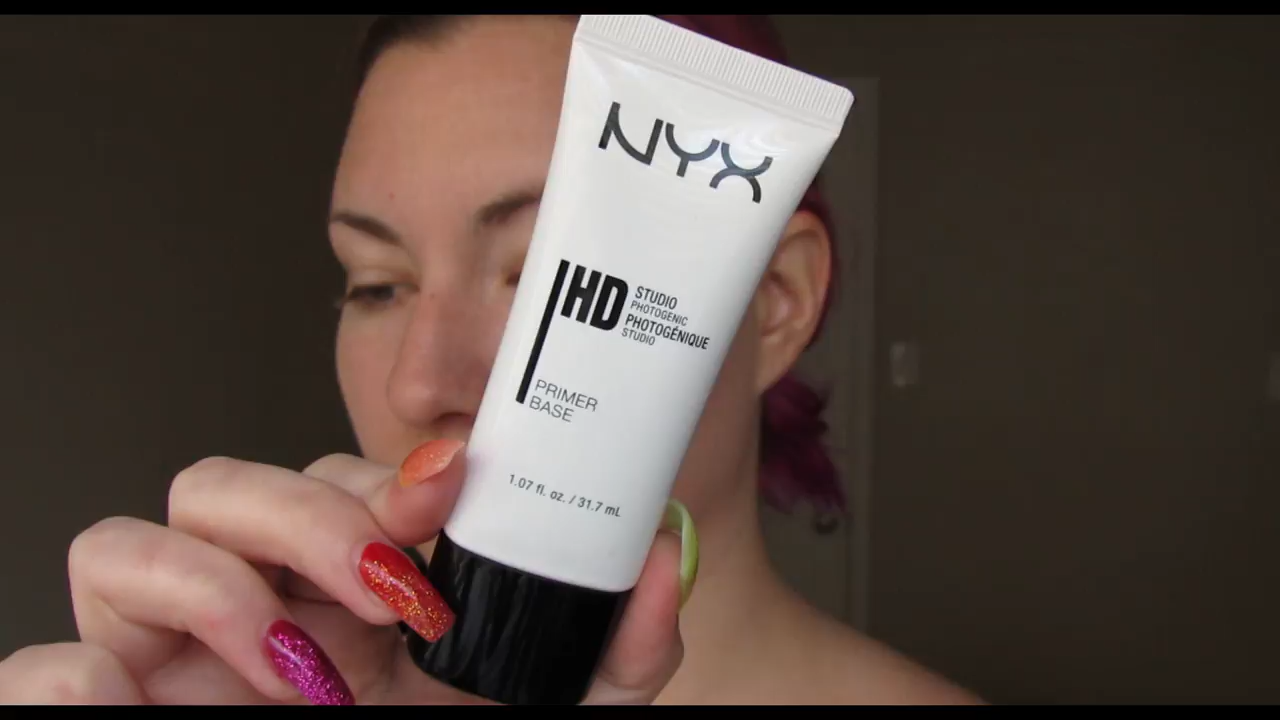 NYX
HD
STUDIO
PHOTOGENIC
PHOTOGÉNIQUE
STUDIO
PRIMER
BASE
1.07 fl. oz. / 31.7 mL